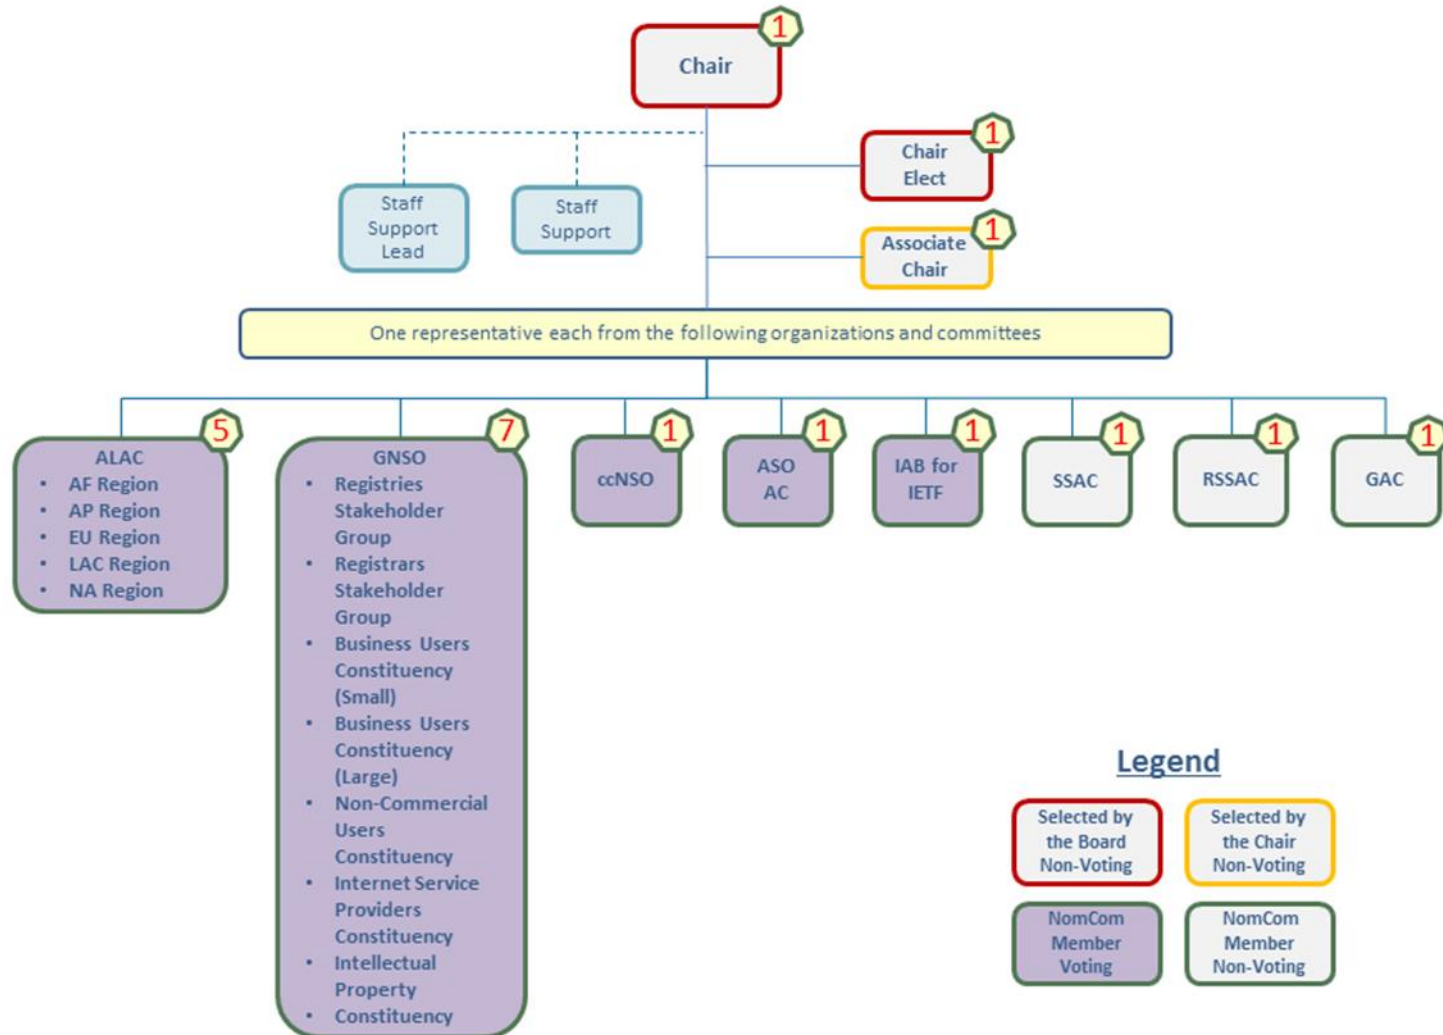 1
Chair
1
Chair
Elect
Staff
Support
Lead
Staff
Support
1
Associate
Chair
One representative each from the following organizations and committees
5
ALAC
• AF Region
• AP Region
• EU Region
• LAC Region
• NA Region
7
GNSO
• Registries
Stakeholder
Group
• Registrars
Stakeholder
Group
• Business Users
Constituency
(Small)
• Business Users
Constituency
(Large)
• Non-Commercial
Users
Constituency
• Internet Service
Providers
Constituency
• Intellectual
Property
• Constituency
1
ccNSO
1
ASO
AC
1
IAB for
IETF
1
SSAC
1
RSSAC
1
GAC
Legend
Selected by
the Board
Non-Voting
Selected by
the Chair
Non-Voting
NomCom
Member
Voting
NomCom
Member
Non-Voting